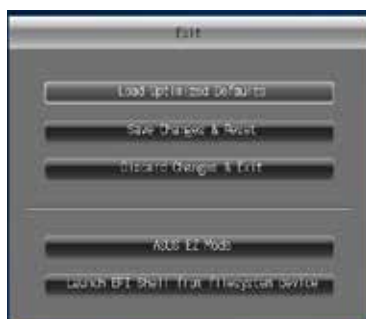 Exit
Load Optimized Defaults
Save Changes & Reset
Discard Changes & Exit
ASUS EZ Mode
Launch EFI Shell from filesystem device